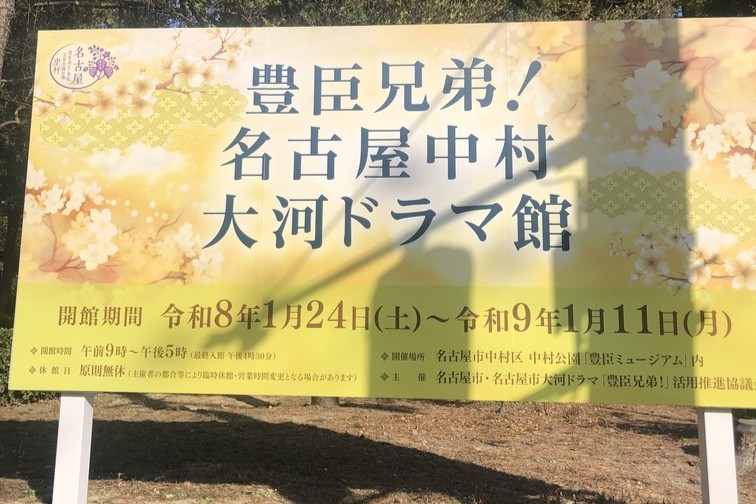 名古屋
中村
豊臣兄弟！
名古屋中村
大河ドラマ館
開館期間 令和8年1月24日(土)～令和9年1月11日(月)
❖開館時間 午前9時～午後5時(最終入館 午後4時30分)
❖休館日 原則無休(主催者の都合等により臨時休館・営業時間変更となる場合があります)
❖開催場所 名古屋市中村区 中村公園「豊臣ミュージアム」内
❖主催 名古屋市・名古屋市大河ドラマ「豊臣兄弟！」活用推進協議